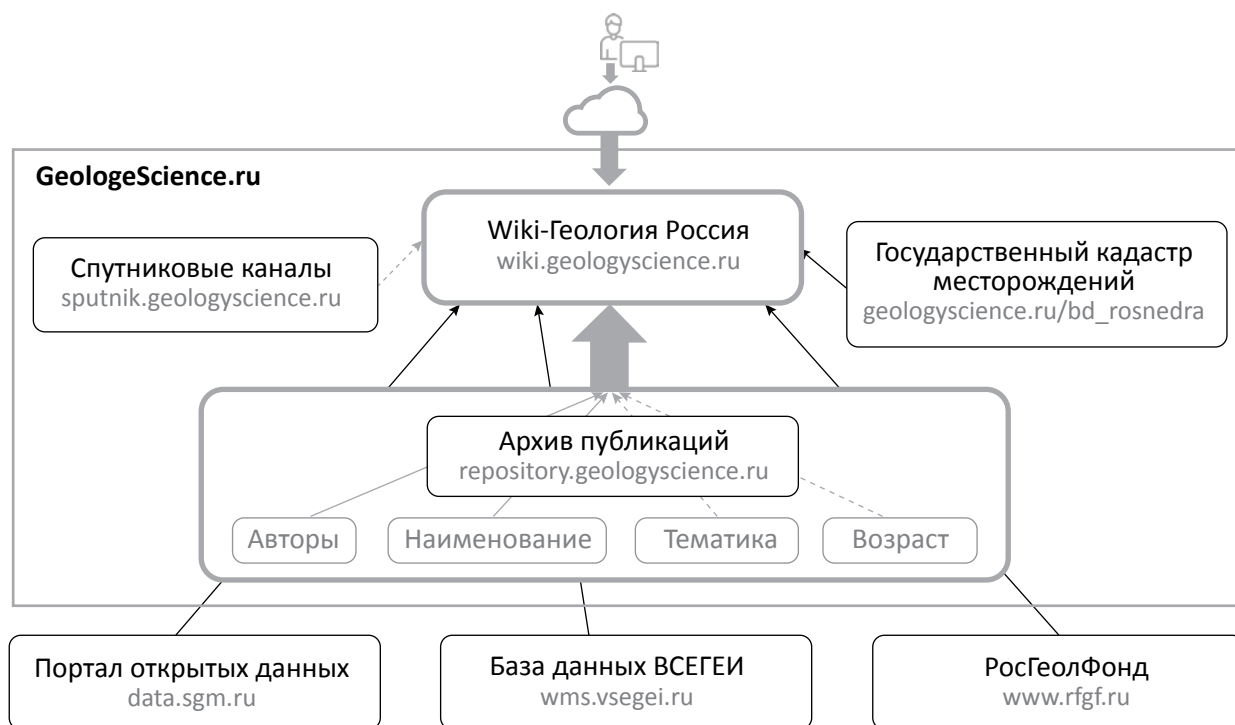 GeologeScience.ru
Wiki-Геология Россия
wiki.geologyscience.ru
Спутниковые каналы
sputnik.geologyscience.ru
Государственный кадастр
месторождений
geologyscience.ru/bd_rosnedra
Архив публикаций
repository.geologyscience.ru
Авторы
Наименование
Тематика
Возраст
Портал открытых данных
data.sgm.ru
База данных ВСЕГЕИ
wms.vsegei.ru
РосГеолФонд
www.rfgf.ru